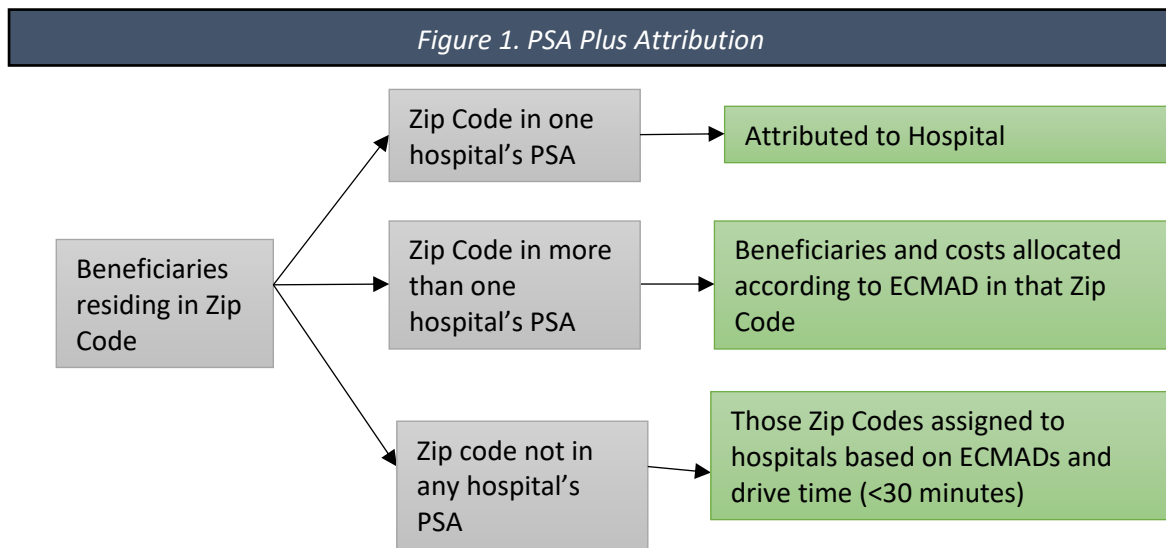 Figure 1. PSA Plus Attribution
Beneficiaries
residing in Zip
Code
Zip Code in one
hospital’s PSA
Attributed to Hospital
Zip Code in more
than one
hospital’s PSA
Beneficiaries and costs allocated
according to ECMAD in that Zip
Code
Zip code not in
any hospital’s
PSA
Those Zip Codes assigned to
hospitals based on ECMADs and
drive time (<30 minutes)